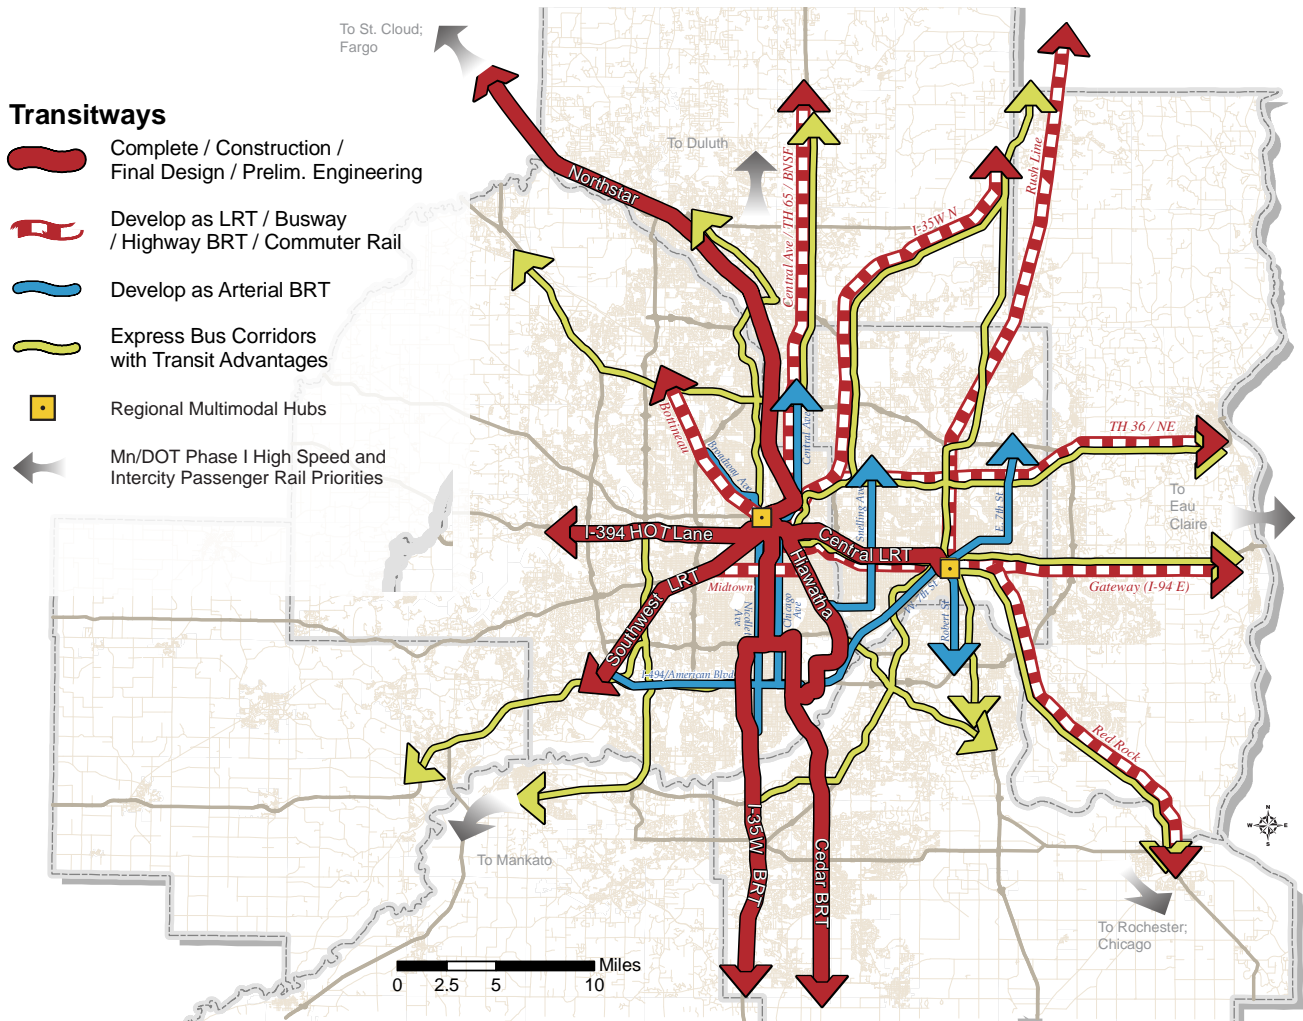 To St. Cloud;
Fargo
Transitways
Complete / Construction /
Final Design / Prelim. Engineering
Develop as LRT / Busway
/ Highway BRT / Commuter Rail
Develop as Arterial BRT
Express Bus Corridors
with Transit Advantages
Regional Multimodal Hubs
Mn/DOT Phase I High Speed and
Intercity Passenger Rail Priorities
To Duluth
Northstar
Central Ave / TH 65 / BNSF
I-35W N
Rush Line
Bottineau
Broadway Ave
Central Ave
Snelling Ave
E. 7th St
TH 36 / NE
To
Eau
Claire
I-394 HOT Lane
Central LRT
Hiawatha
Southwest LRT
Midtown
Nicollet
Ave
Chicago
Ave
W. 7th St
Robert St
Gateway (I-94 E)
I-494/American Blvd
Red Rock
I-35W BRT
Cedar BRT
To Mankato
To Rochester;
Chicago
N
W
E
S
Miles
0
2.5
5
10